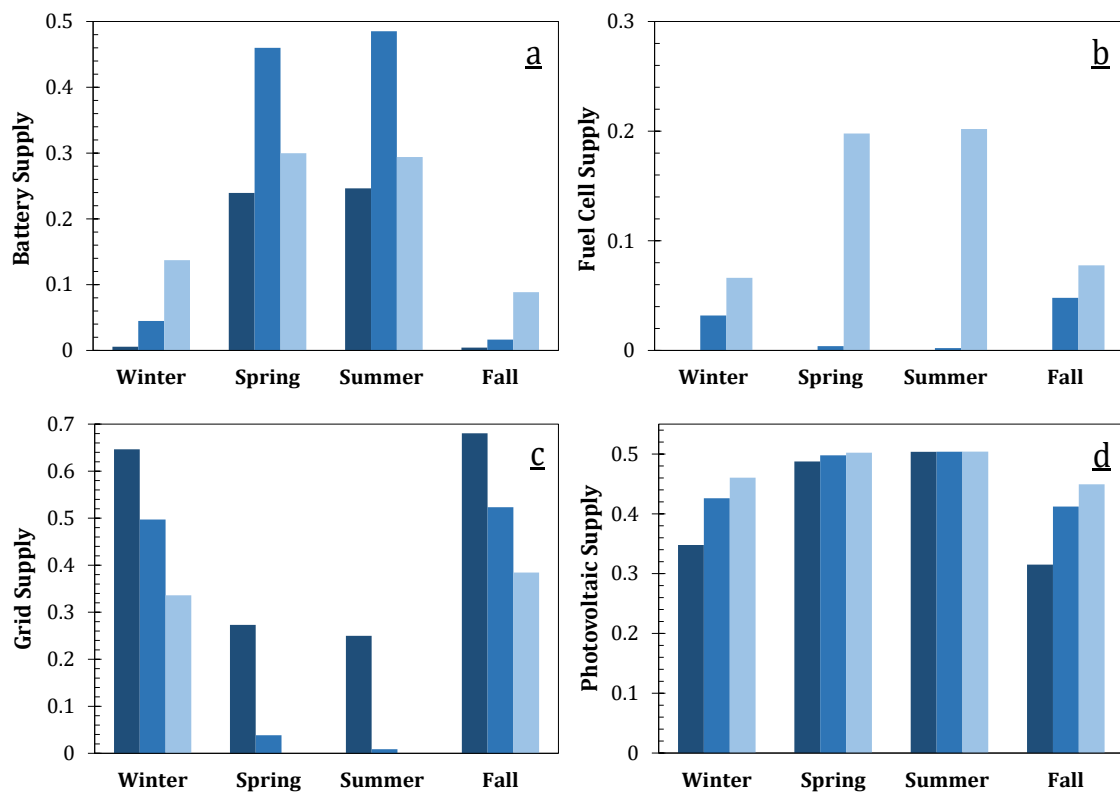 a
Battery Supply
0.5
0.4
0.3
0.2
0.1
0
Winter Spring Summer Fall
b
Fuel Cell Supply
0.3
0.2
0.1
0
Winter Spring Summer Fall
c
Grid Supply
0.7
0.6
0.5
0.4
0.3
0.2
0.1
0
Winter Spring Summer Fall
d
Photovoltaic Supply
0.5
0.4
0.3
0.2
0.1
0
Winter Spring Summer Fall